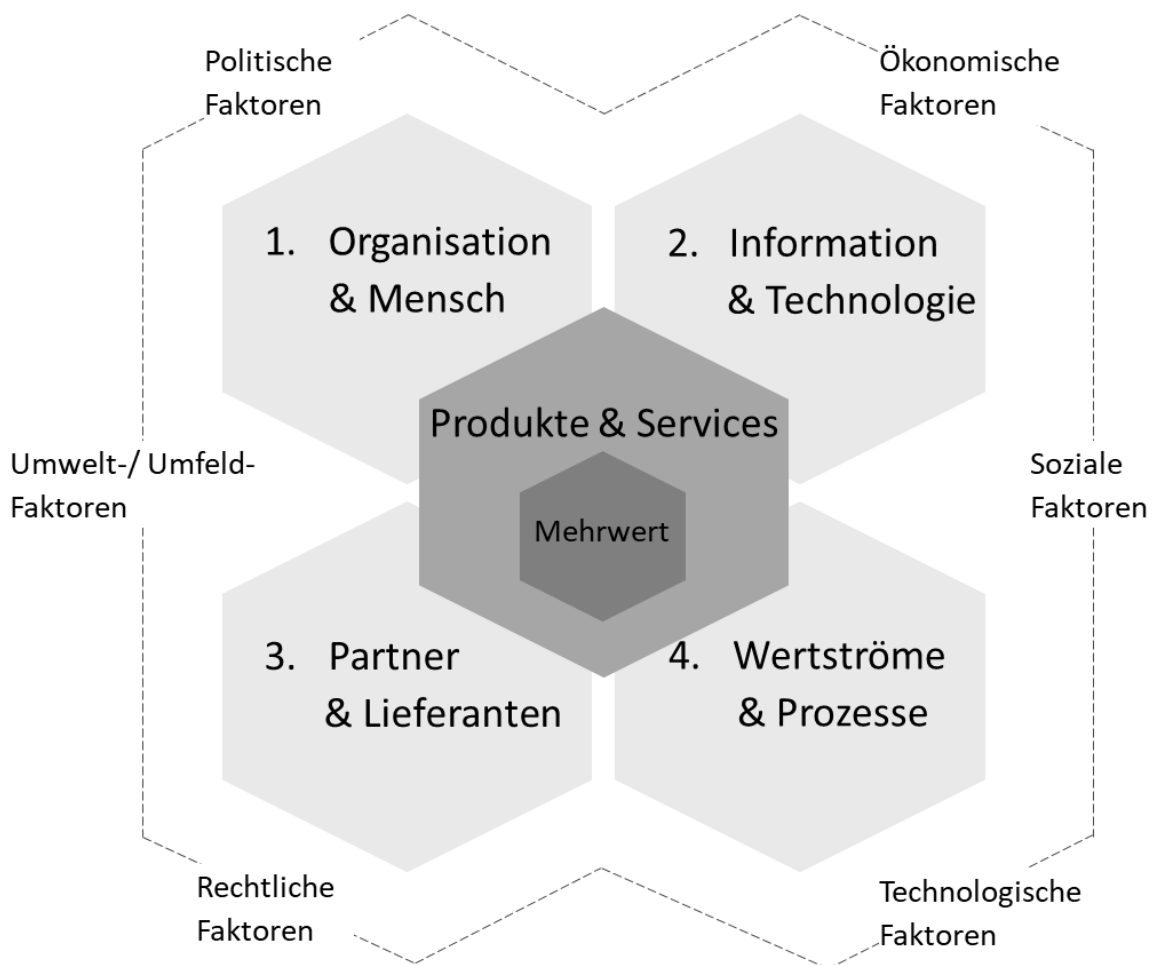 Politische
Faktoren
Ökonomische
Faktoren
1. Organisation
& Mensch
2. Information
& Technologie
Produkte & Services
Mehrwert
Umwelt-/ Umfeld-
Faktoren
Soziale
Faktoren
3. Partner
& Lieferanten
4. Wertströme
& Prozesse
Rechtliche
Faktoren
Technologische
Faktoren